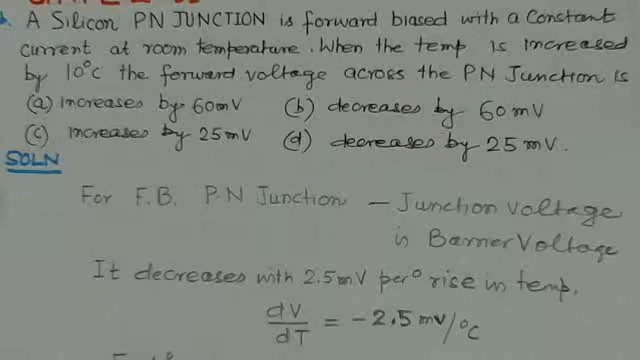 A Silicon PN JUNCTION is forward biased with a Constant
Current at room temperature. When the temp is increased
by 10°C the forward voltage across the PN Junction is
(a) increases by 60mV (b) decreases by 60mV
(c) increases by 25mV (d) decreases by 25 mV.
SOLN
For F.B. P.N Junction – Junction Voltage
is Barrier Voltage
It decreases with 2.5mV per° rise in temp.
dV/dT = -2.5 mv/°C